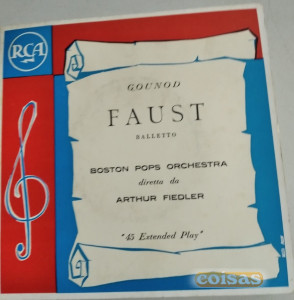 RCA
GOUNOD
FAUST
BALLETTO
BOSTON POPS ORCHESTRA
diretta da
ARTHUR FIEDLER
"45 Extended Play"
coisas